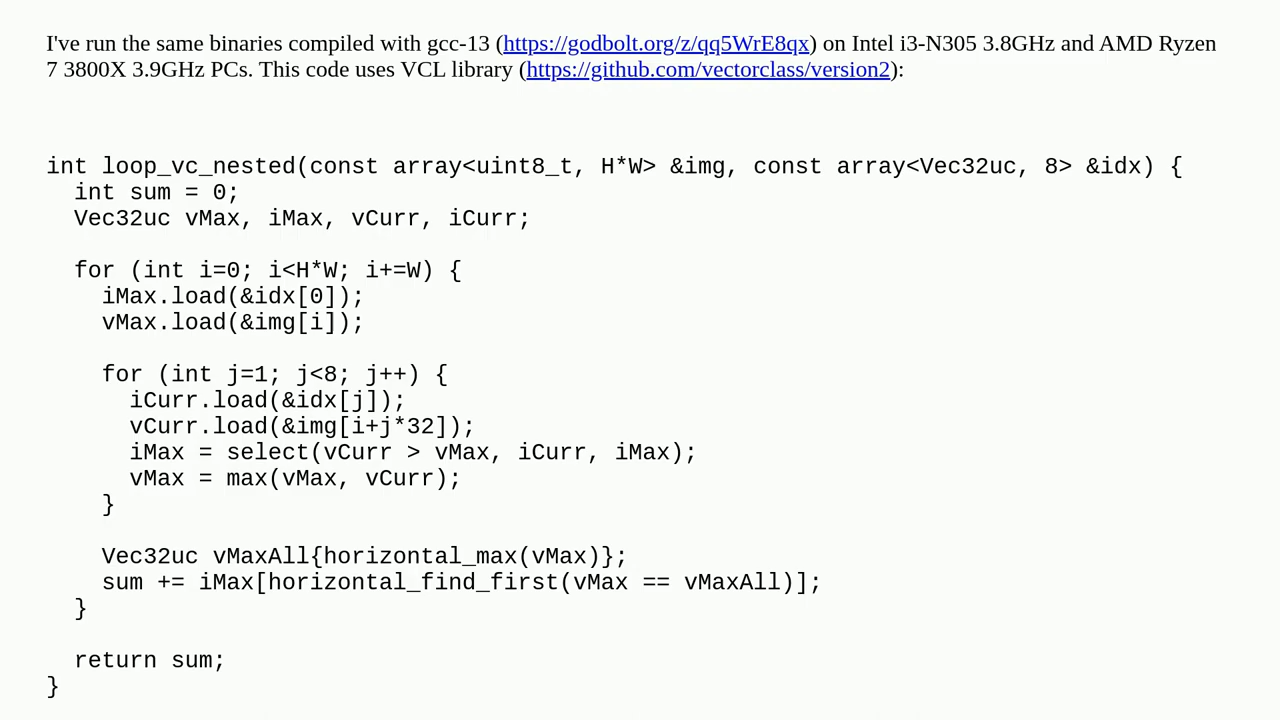 I've run the same binaries compiled with gcc-13 (https://godbolt.org/z/qq5WrE8qx) on Intel i3-N305 3.8GHz and AMD Ryzen
7 3800X 3.9GHz PCs. This code uses VCL library (https://github.com/vectorclass/version2):
int loop_vc_nested(const array<uint8_t, H*W> &img, const array<Vec32uc, 8> &idx) {
  int sum = 0;
  Vec32uc vMax, iMax, vCurr, iCurr;
  for (int i=0; i<H*W; i+=W) {
    iMax.load(&idx[0]);
    vMax.load(&img[i]);
    for (int j=1; j<8; j++) {
      iCurr.load(&idx[j]);
      vCurr.load(&img[i+j*32]);
      iMax = select(vCurr > vMax, iCurr, iMax);
      vMax = max(vMax, vCurr);
    }
    Vec32uc vMaxAll{horizontal_max(vMax)};
    sum += iMax[horizontal_find_first(vMax == vMaxAll)];
  }
  return sum;
}